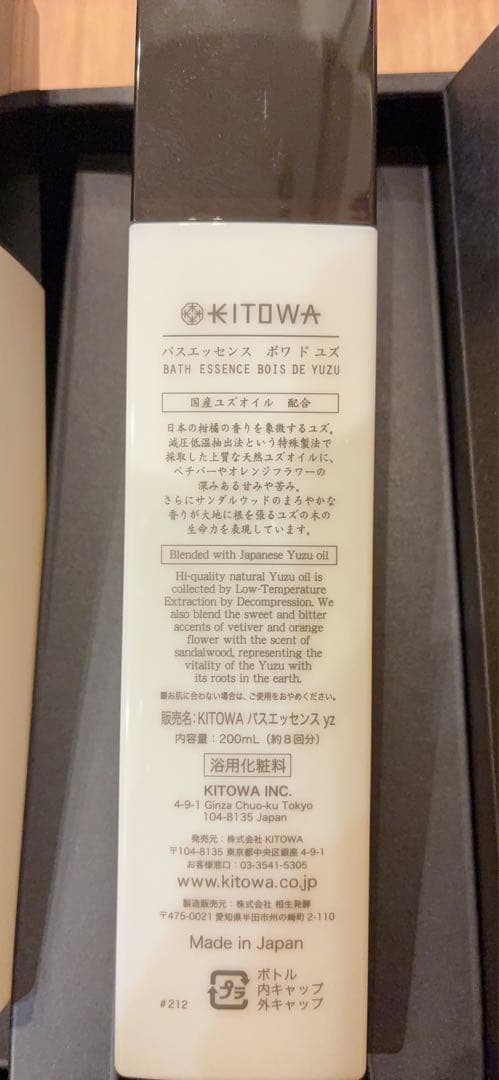 KITOWA
バスエッセンス ボワ ド ユズ
BATH ESSENCE BOIS DE YUZU
国産ユズオイル 配合
日本の柑橘の香りを象徴するユズ。
減圧低温抽出法という特殊製法で
採取した上質な天然ユズオイルに、
ベチバーやオレンジフラワーの
深みある甘みや苦み。
さらにサンダルウッドのまろやかな
香りが大地に根を張るユズの木の
生命力を表現しています。
Blended with Japanese Yuzu oil
Hi-quality natural Yuzu oil is
collected by Low-Temperature
Extraction by Decompression. We
also blend the sweet and bitter
accents of vetiver and orange
flower with the scent of
sandalwood, representing the
vitality of the Yuzu with
its roots in the earth.
■お肌に合わない場合は、ご使用をおやめください。
販売名:KITOWA バスエッセンス yz
内容量:200mL(約8回分)
浴用化粧料
KITOWA INC.
4-9-1 Ginza Chuo-ku Tokyo
104-8135 Japan
発売元:株式会社 KITOWA
〒104-8135 東京都中央区銀座 4-9-1
お客様窓口:03-3541-5305
www.kitowa.co.jp
製造販売元:株式会社 相生発酵
〒475-0021 愛知県半田市州の崎町 2-110
Made in Japan
プラ
ボトル
内キャップ
外キャップ
#212